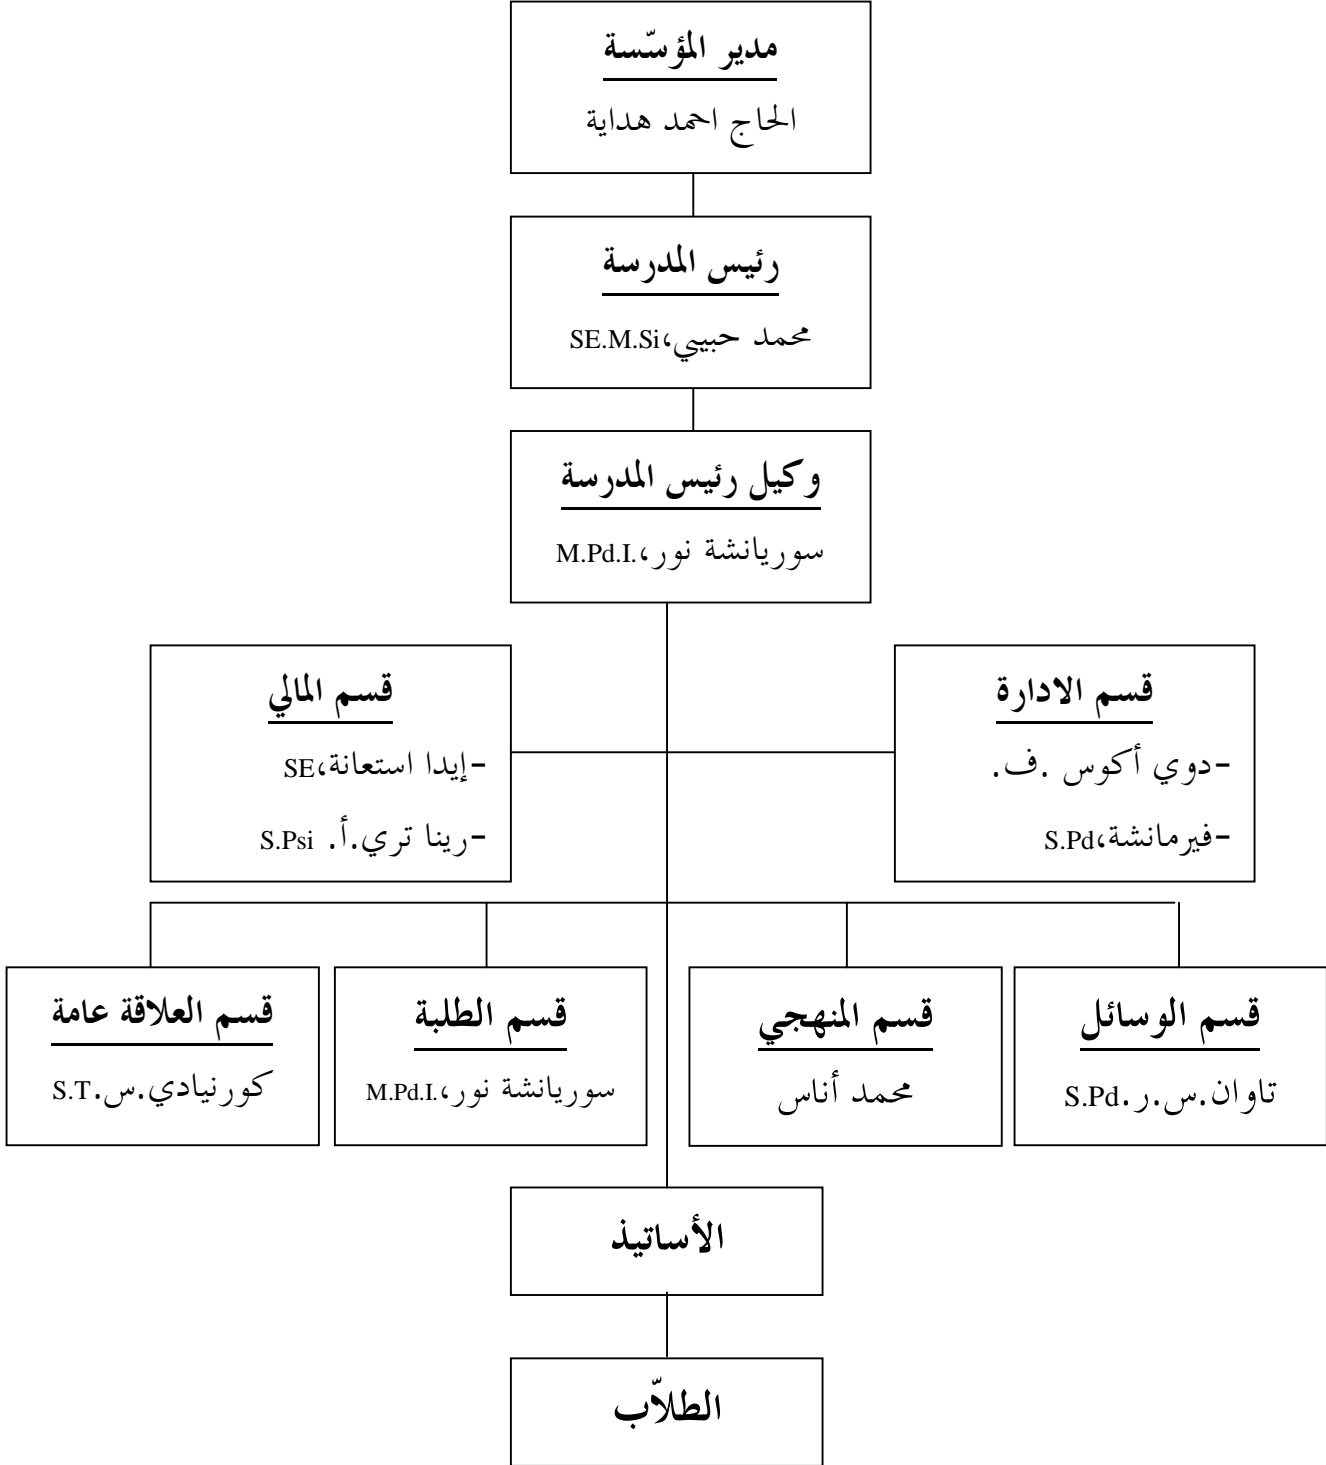 مدير المؤسّسة
الحاج احمد هداية
رئيس المدرسة
محمد حبيبي،SE.M.Si
وكيل رئيس المدرسة
سوريانشة نور،M.Pd.I.
قسم الادارة
-دوي أكوس .ف.
-فيرمانشة،S.Pd
قسم المالي
-إيدا استعانة،SE
-رينا تري.أ. S.Psi
قسم الوسائل
تاوان.س.ر.S.Pd
قسم المنهجي
محمد أناس
قسم الطلبة
سوريانشة نور،M.Pd.I.
قسم العلاقة عامة
كورنيادي.س.S.T
الأساتيذ
الطلاّب